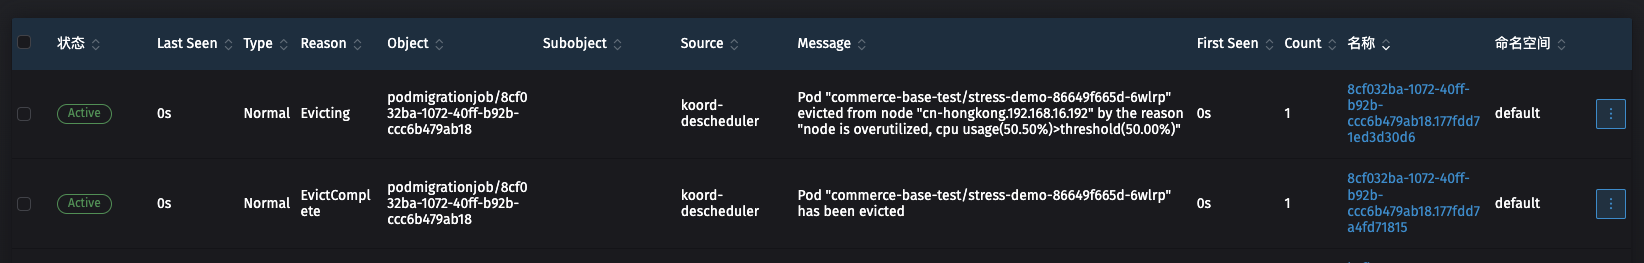 状态 Last Seen Type Reason Object Subobject Source Message First Seen Count 名称 命名空间
Active 0s Normal Evicting
podmigrationjob/8cf0
32ba-1072-40ff-b92b-
ccc6b479ab18
koord-
descheduler
Pod "commerce-base-test/stress-demo-86649f665d-6wlrp"
evicted from node "cn-hongkong.192.168.16.192" by the reason
"node is overutilized, cpu usage(50.50%)>threshold(50.00%)"
0s 1
8cf032ba-1072-40ff-
b92b-
ccc6b479ab18.177fdd7
1ed3d30d6
default
Active 0s Normal
EvictCompl
ete
podmigrationjob/8cf0
32ba-1072-40ff-b92b-
ccc6b479ab18
koord-
descheduler
Pod "commerce-base-test/stress-demo-86649f665d-6wlrp"
has been evicted
0s 1
8cf032ba-1072-40ff-
b92b-
ccc6b479ab18.177fdd7
a4fd71815
default